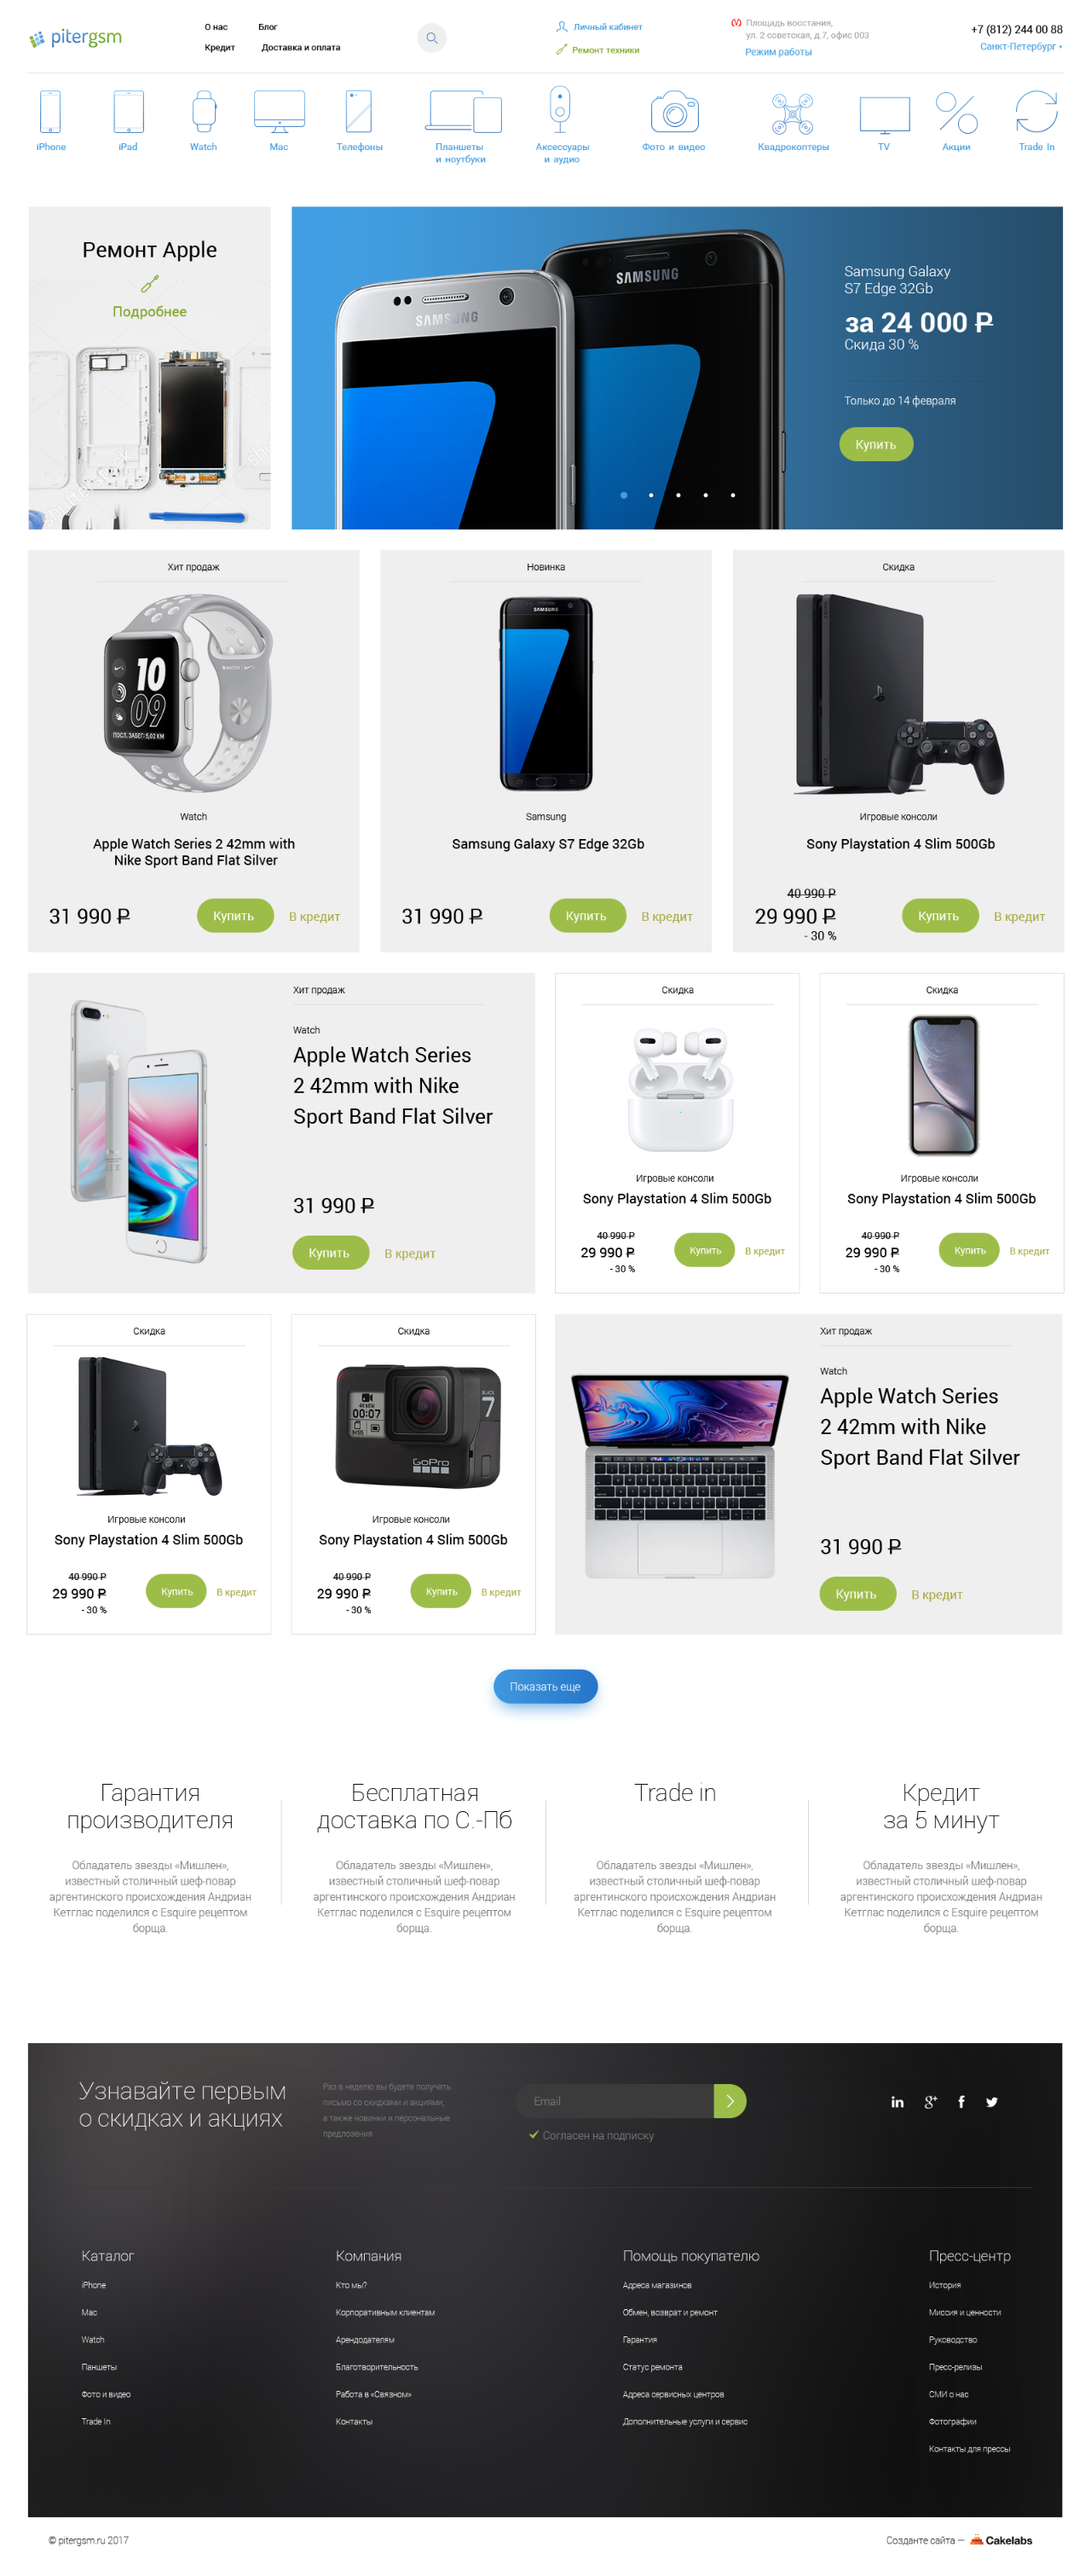 pitergsm
О нас
Блог
Кредит
Доставка и оплата
Личный кабинет
Ремонт техники
Площадь восстания,
ул. 2 советская, д.7, офис 003
Режим работы
+7 (812) 244 00 88
Санкт-Петербург
iPhone
iPad
Watch
Mac
Телефоны
Планшеты
и ноутбуки
Аксессуары
и аудио
Фото и видео
Квадрокоптеры
TV
Акции
Trade In
Ремонт Apple
Подробнее
SAMSUNG
SAMSUNG
Samsung Galaxy
S7 Edge 32Gb
за 24 000 ₽
Скида 30 %
Только до 14 февраля
Купить
Хит продаж
10
09
ПОСЛ. ЗАБЕГ: 5,02 КМ
Watch
Apple Watch Series 2 42mm with
Nike Sport Band Flat Silver
31 990 ₽
Купить
В кредит
Новинка
SAMSUNG
Samsung
Samsung Galaxy S7 Edge 32Gb
31 990 ₽
Купить
В кредит
Скидка
Игровые консоли
Sony Playstation 4 Slim 500Gb
40 990 ₽
29 990 ₽
- 30 %
Купить
В кредит
Хит продаж
Watch
Apple Watch Series
2 42mm with Nike
Sport Band Flat Silver
31 990 ₽
Купить
В кредит
Скидка
Игровые консоли
Sony Playstation 4 Slim 500Gb
40 990 ₽
29 990 ₽
- 30 %
Купить
В кредит
Скидка
Игровые консоли
Sony Playstation 4 Slim 500Gb
40 990 ₽
29 990 ₽
- 30 %
Купить
В кредит
Скидка
Игровые консоли
Sony Playstation 4 Slim 500Gb
40 990 ₽
29 990 ₽
- 30 %
Купить
В кредит
Скидка
00:07
GoPro
BLACK
7
Игровые консоли
Sony Playstation 4 Slim 500Gb
40 990 ₽
29 990 ₽
- 30 %
Купить
В кредит
Хит продаж
Watch
Apple Watch Series
2 42mm with Nike
Sport Band Flat Silver
31 990 ₽
Купить
В кредит
Показать еще
Гарантия
производителя
Обладатель звезды «Мишлен»,
известный столичный шеф-повар
аргентинского происхождения Андриан
Кетглас поделился с Esquire рецептом
борща.
Бесплатная
доставка по С.-Пб
Обладатель звезды «Мишлен»,
известный столичный шеф-повар
аргентинского происхождения Андриан
Кетглас поделился с Esquire рецептом
борща.
Trade in
Обладатель звезды «Мишлен»,
известный столичный шеф-повар
аргентинского происхождения Андриан
Кетглас поделился с Esquire рецептом
борща.
Кредит
за 5 минут
Обладатель звезды «Мишлен»,
известный столичный шеф-повар
аргентинского происхождения Андриан
Кетглас поделился с Esquire рецептом
борща.
Узнавайте первым
о скидках и акциях
Раз в неделю вы будете получать
письмо со скидками и акциями,
а также новинки и персональные
предлозения
Email
Согласен на подписку
Каталог
iPhone
Mac
Watch
Паншеты
Фото и видео
Trade In
Компания
Кто мы?
Корпоративным клиентам
Арендодателям
Благотворительность
Работа в «Связном»
Контакты
Помощь покупателю
Адреса магазинов
Обмен, возврат и ремонт
Гарантия
Статус ремонта
Адреса сервисных центров
Дополнительные услуги и сервис
Пресс-центр
История
Миссия и ценности
Руководство
Пресс-релизы
СМИ о нас
Фотографии
Контакты для прессы
© pitergsm.ru 2017
Созданте сайта — Cakelabs